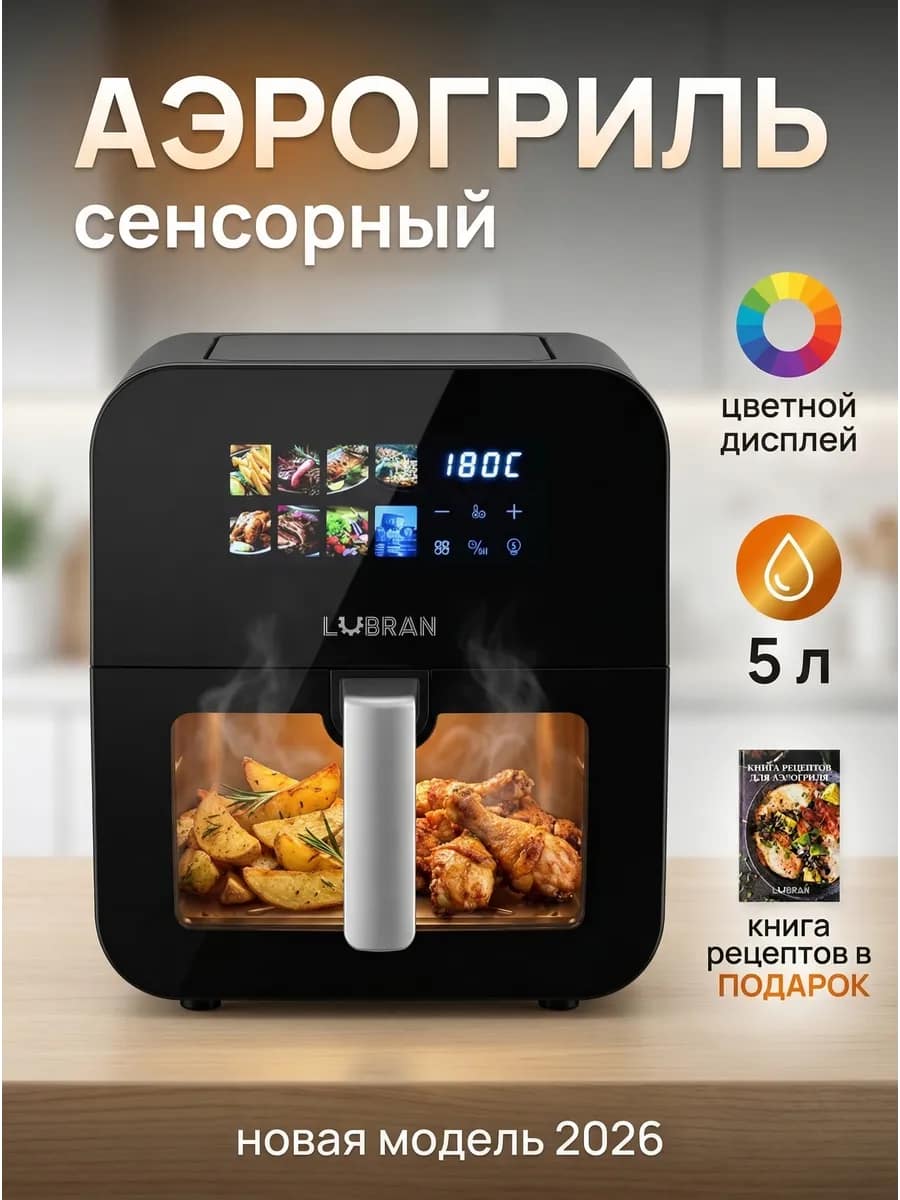 АЭРОГРИЛЬ
сенсорный
цветной
дисплей
180C
LUBRAN
5 л
КНИГА РЕЦЕПТОВ
ДЛЯ АЭРОГРИЛЯ
LUBRAN
книга
рецептов в
ПОДАРОК
новая модель 2026